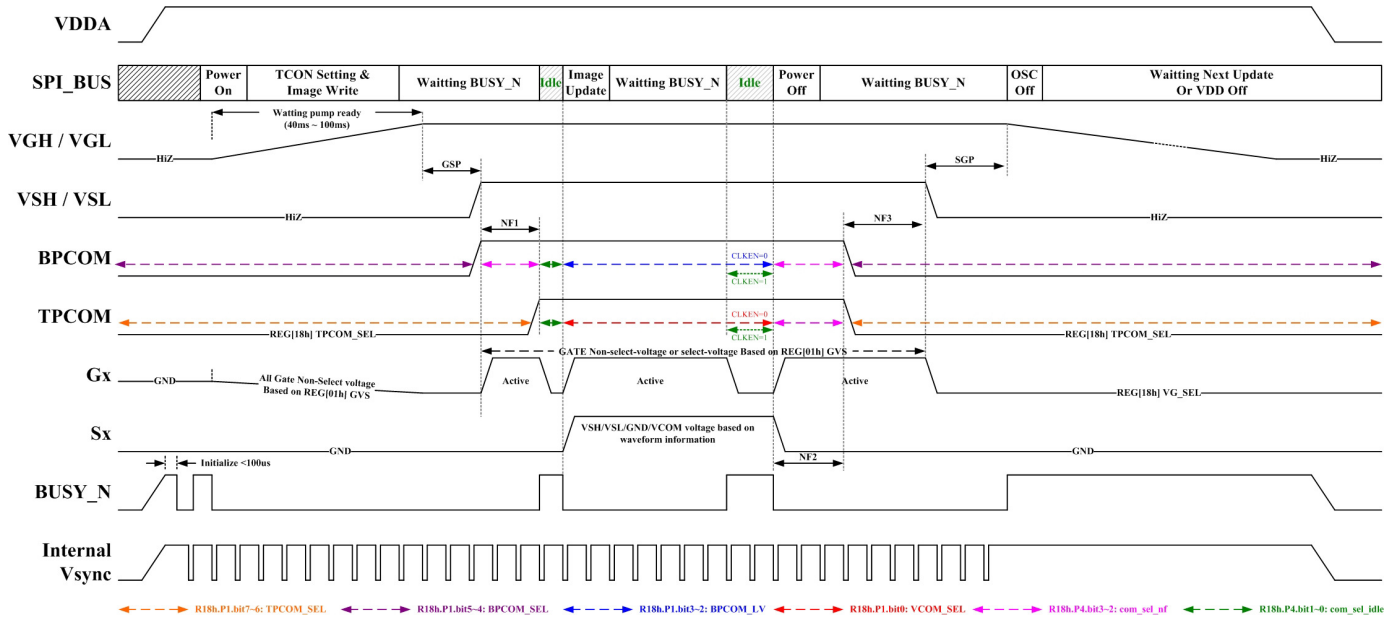 VDDA
SPI_BUS
Power On
TCON Setting & Image Write
Waitting BUSY_N
Idle
Image Update
Waitting BUSY_N
Idle
Power Off
Waitting BUSY_N
OSC Off
Waitting Next Update Or VDD Off
Watting pump ready
(40ms ~ 100ms)
VGH / VGL
HiZ
HiZ
GSP
SGP
VSH / VSL
HiZ
HiZ
NF1
NF3
BPCOM
CLKEN=0
CLKEN=1
TPCOM
CLKEN=0
CLKEN=1
REG[18h] TPCOM_SEL
REG[18h] TPCOM_SEL
GATE Non-select-voltage or select-voltage Based on REG[01h] GVS
Gx
GND
All Gate Non-Select voltage
Based on REG[01h] GVS
Active
Active
Active
REG[18h] VG_SEL
Sx
VSH/VSL/GND/VCOM voltage based on
waveform information
GND
GND
NF2
Initialize <100us
BUSY_N
Internal
Vsync
R18h.P1.bit7~6: TPCOM_SEL
R18h.P1.bit5~4: BPCOM_SEL
R18h.P1.bit3~2: BPCOM_LV
R18h.P1.bit0: VCOM_SEL
R18h.P4.bit3~2: com_sel_nf
R18h.P4.bit1~0: com_sel_idle